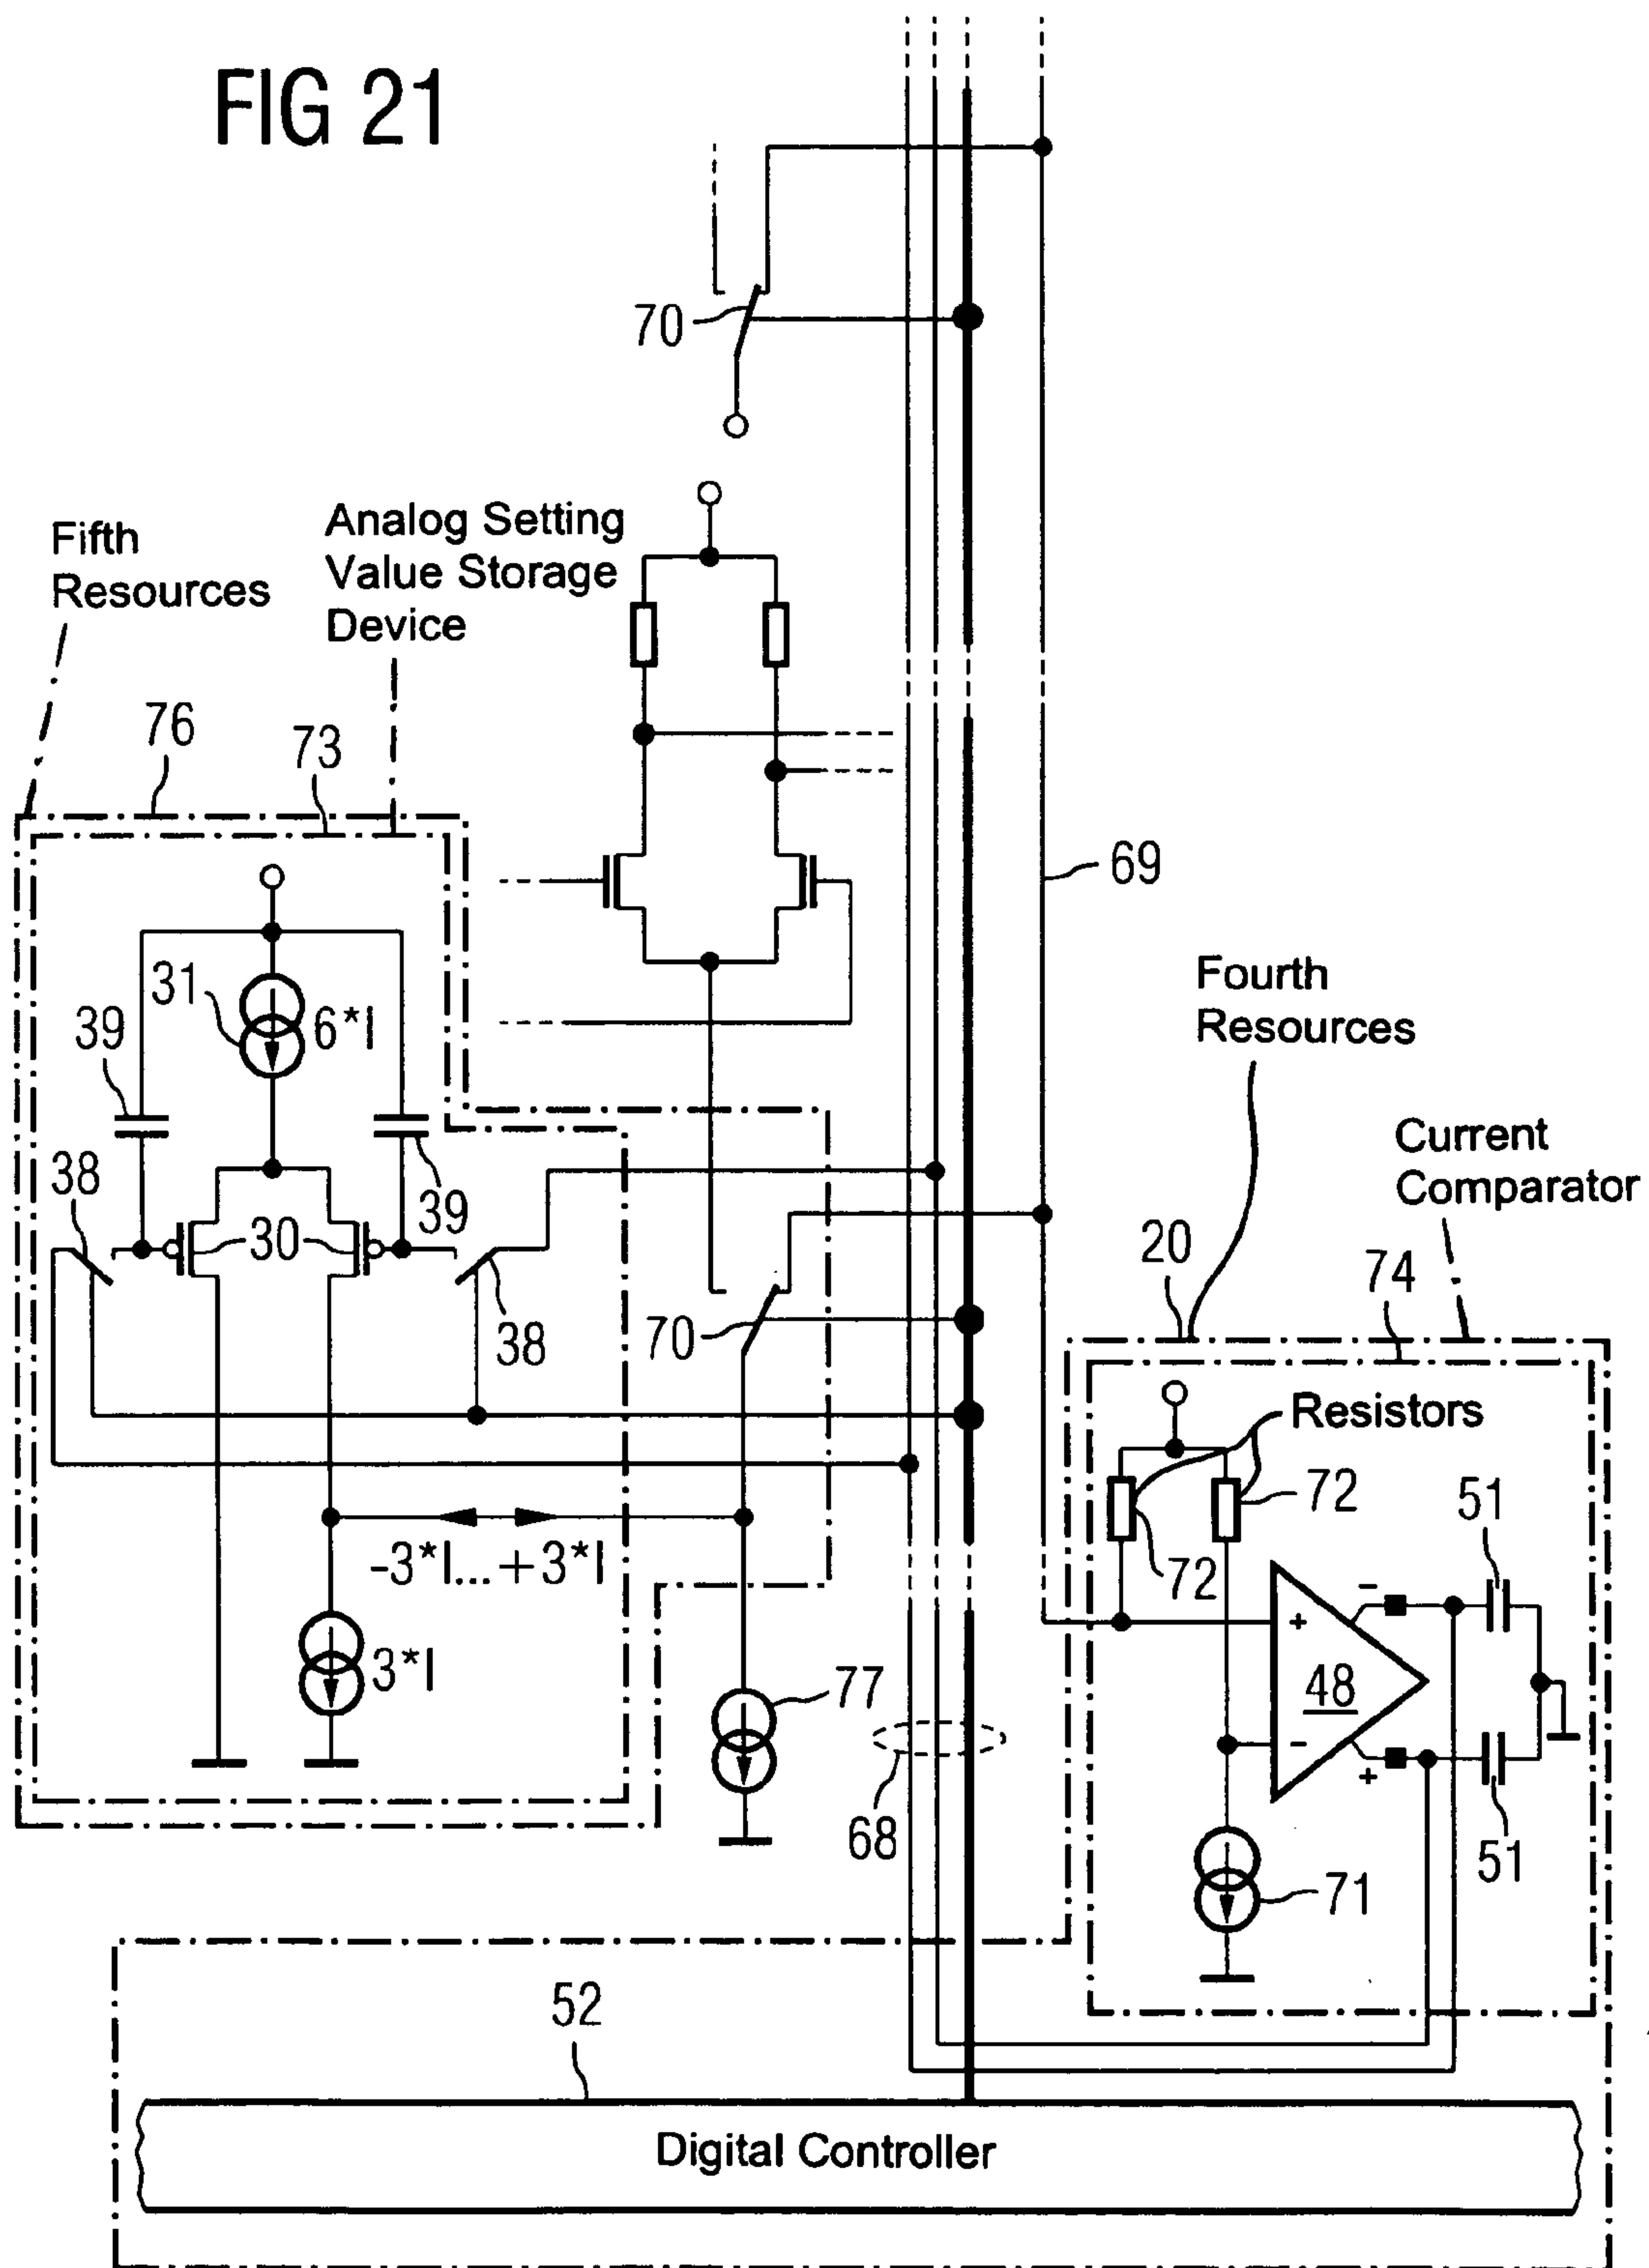 FIG 21
70
Fifth
Resources
Analog Setting
Value Storage
Device
76
73
69
31
6*I
39
Fourth
Resources
Current
Comparator
38
39
30
20
74
38
70
Resistors
72
51
72
-3*I...+3*I
-
+
48
3*I
77
-
+
68
51
71
52
Digital Controller